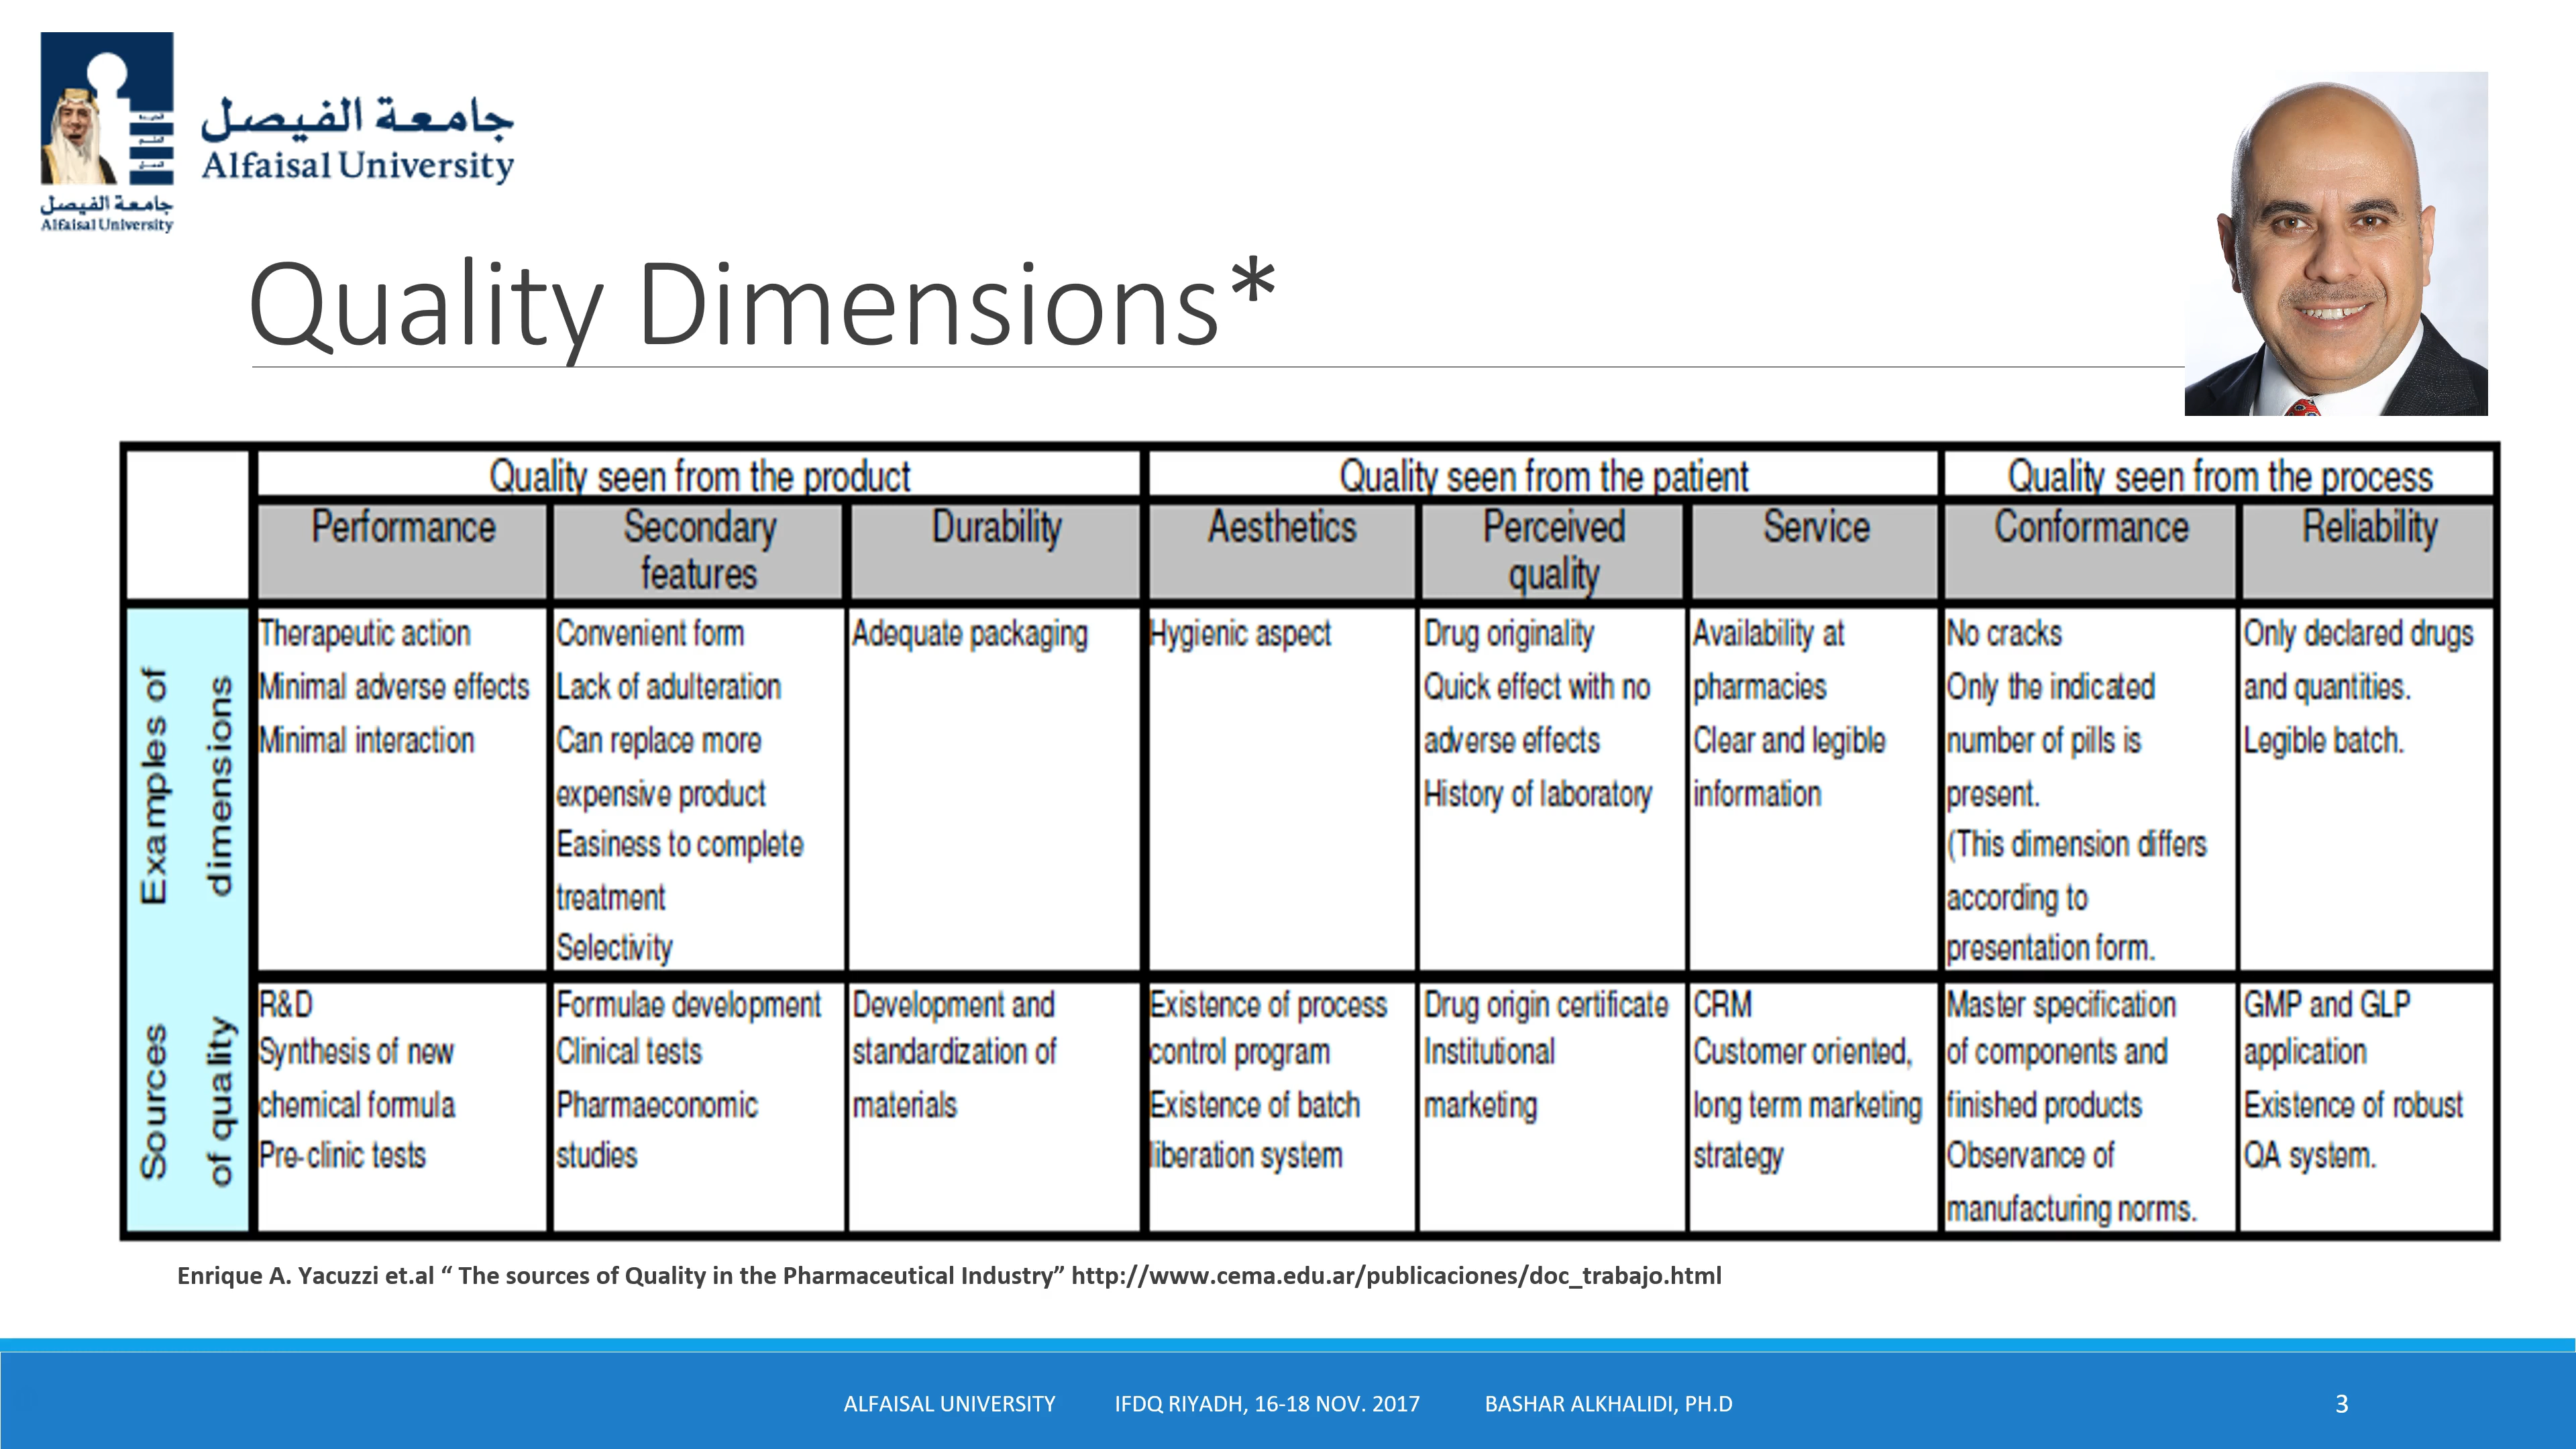 جامعة الفيصل
Alfaisal University
جامعة الفيصل
Alfaisal University
Quality Dimensions*
Quality seen from the product
Quality seen from the patient
Quality seen from the process
Performance
Secondary
features
Durability
Aesthetics
Perceived
quality
Service
Conformance
Reliability
Examples of
dimensions
Therapeutic action
Minimal adverse effects
Minimal interaction
Convenient form
Lack of adulteration
Can replace more
expensive product
Easiness to complete
treatment
Selectivity
Adequate packaging
Hygienic aspect
Drug originality
Quick effect with no
adverse effects
History of laboratory
Availability at
pharmacies
Clear and legible
information
No cracks
Only the indicated
number of pills is
present.
(This dimension differs
according to
presentation form.
Only declared drugs
and quantities.
Legible batch.
Sources
of quality
R&D
Synthesis of new
chemical formula
Pre-clinic tests
Formulae development
Clinical tests
Pharmaeconomic
studies
Development and
standardization of
materials
Existence of process
control program
Existence of batch
liberation system
Drug origin certificate
Institutional
marketing
CRM
Customer oriented,
long term marketing
strategy
Master specification
of components and
finished products
Observance of
manufacturing norms.
GMP and GLP
application
Existence of robust
QA system.
Enrique A. Yacuzzi et.al “ The sources of Quality in the Pharmaceutical Industry” http://www.cema.edu.ar/publicaciones/doc_trabajo.html
ALFAISAL UNIVERSITY IFDQ RIYADH, 16-18 NOV. 2017 BASHAR ALKHALIDI, PH.D 3